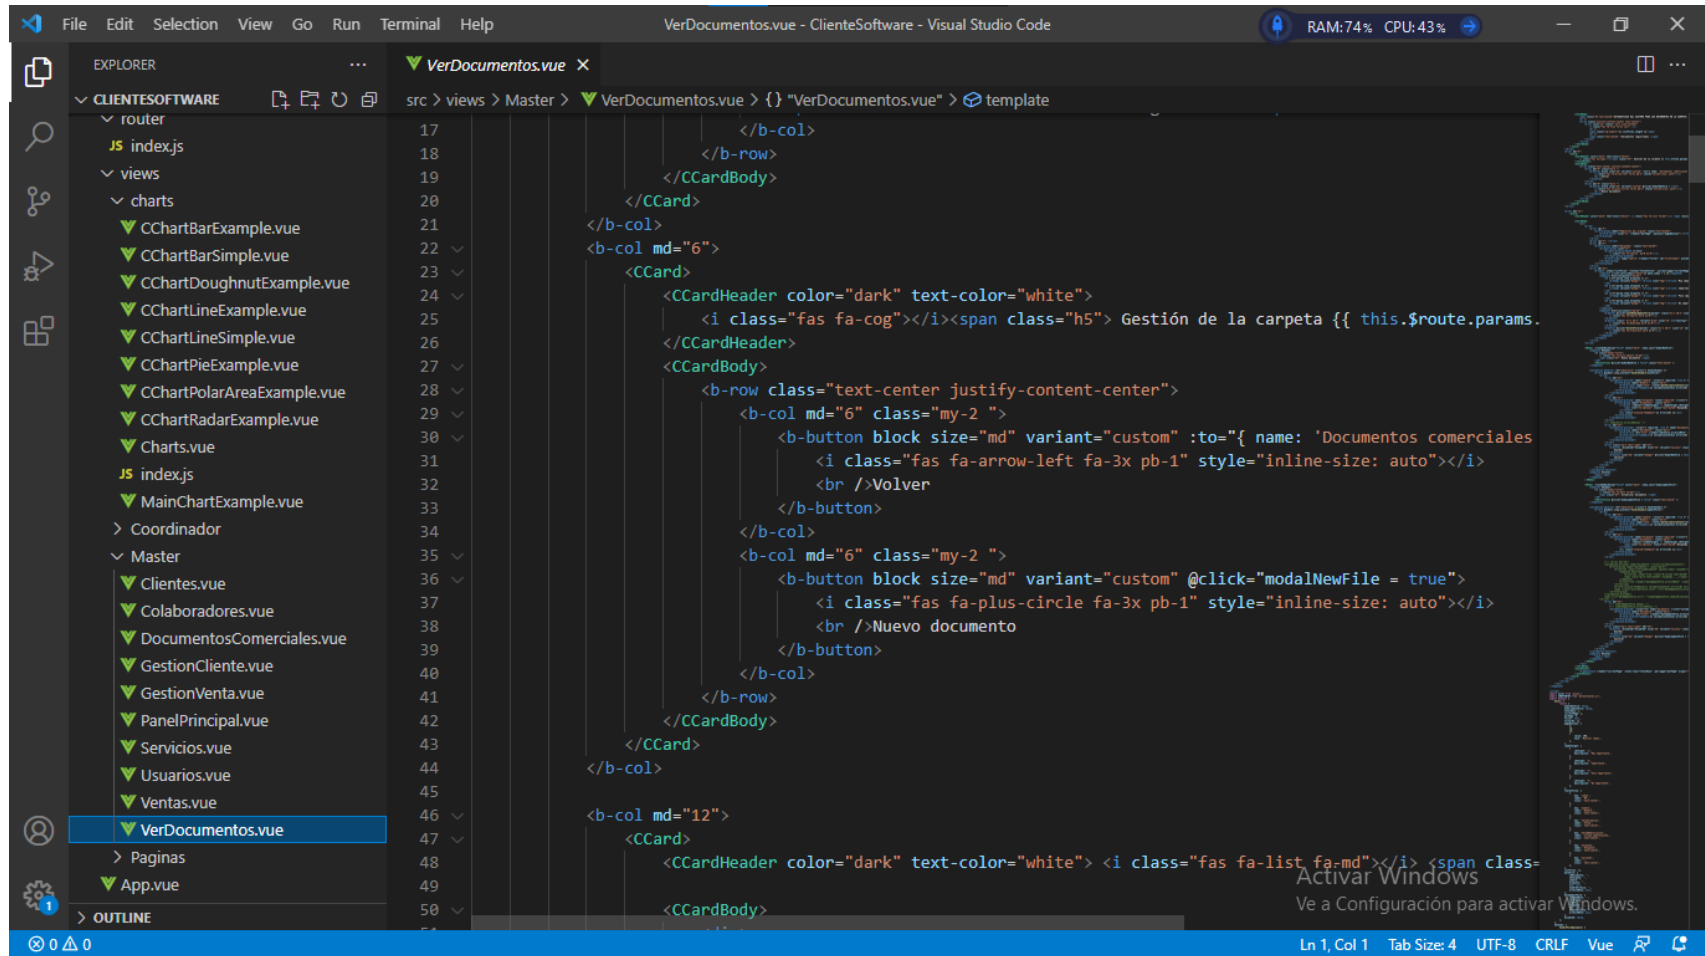 File Edit Selection View Go Run Terminal Help
VerDocumentos.vue - ClienteSoftware - Visual Studio Code
RAM:74% CPU:43%
EXPLORER
VerDocumentos.vue
CLIENTESOFTWARE
src > views > Master > VerDocumentos.vue > {} "VerDocumentos.vue" > template
router
JS index.js
views
charts
CChartBarExample.vue
CChartBarSimple.vue
CChartDoughnutExample.vue
CChartLineExample.vue
CChartLineSimple.vue
CChartPieExample.vue
CChartPolarAreaExample.vue
CChartRadarExample.vue
Charts.vue
JS index.js
MainChartExample.vue
Coordinador
Master
Clientes.vue
Colaboradores.vue
DocumentosComerciales.vue
GestionCliente.vue
GestionVenta.vue
PanelPrincipal.vue
Servicios.vue
Usuarios.vue
Ventas.vue
VerDocumentos.vue
Paginas
App.vue
OUTLINE
17 </b-col>
18 </b-row>
19 </CCardBody>
20 </CCard>
21 </b-col>
22 <b-col md="6">
23 <CCard>
24 <CCardHeader color="dark" text-color="white">
25 <i class="fas fa-cog"></i><span class="h5"> Gestión de la carpeta {{ this.$route.params.
26 </CCardHeader>
27 <CCardBody>
28 <b-row class="text-center justify-content-center">
29 <b-col md="6" class="my-2 ">
30 <b-button block size="md" variant="custom" :to="{ name: 'Documentos comerciales
31 <i class="fas fa-arrow-left fa-3x pb-1" style="inline-size: auto"></i>
32 <br />Volver
33 </b-button>
34 </b-col>
35 <b-col md="6" class="my-2 ">
36 <b-button block size="md" variant="custom" @click="modalNewFile = true">
37 <i class="fas fa-plus-circle fa-3x pb-1" style="inline-size: auto"></i>
38 <br />Nuevo documento
39 </b-button>
40 </b-col>
41 </b-row>
42 </CCardBody>
43 </CCard>
44 </b-col>
45
46 <b-col md="12">
47 <CCard>
48 <CCardHeader color="dark" text-color="white"> <i class="fas fa-list fa-md"></i> <span class=
49
50 <CCardBody>
Activar Windows
Ve a Configuración para activar Windows.
1
0 0
Ln 1, Col 1 Tab Size: 4 UTF-8 CRLF Vue